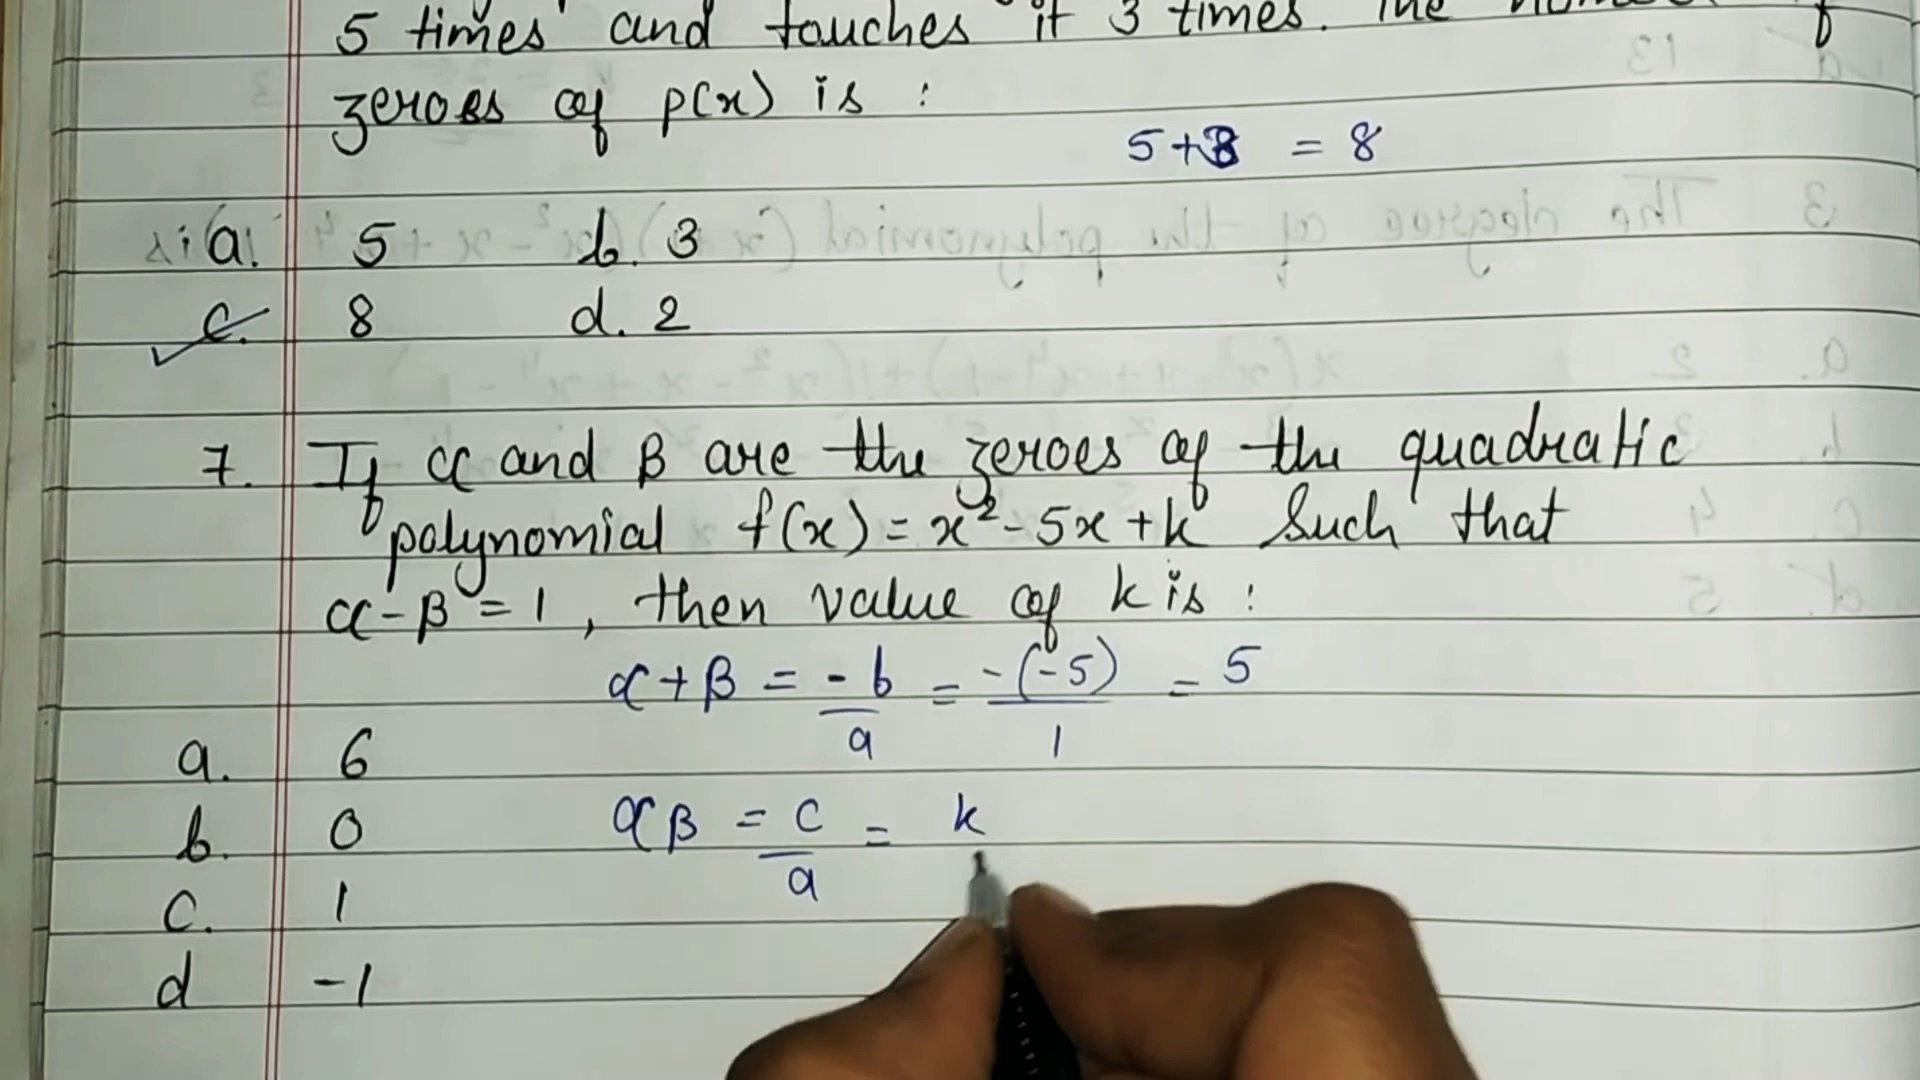 5 times and touches it 3 times. The
zeroes of p(x) is :
5+3 = 8
a. 5 b. 3
c. 8 d. 2
7. If α and β are the zeroes of the quadratic
polynomial f(x) = x² - 5x + k Such that
α - β = 1, then value of k is :
α + β = -b/a = -(-5)/1 = 5
a. 6
αβ = c/a = k
b. 0
c. 1
d -1